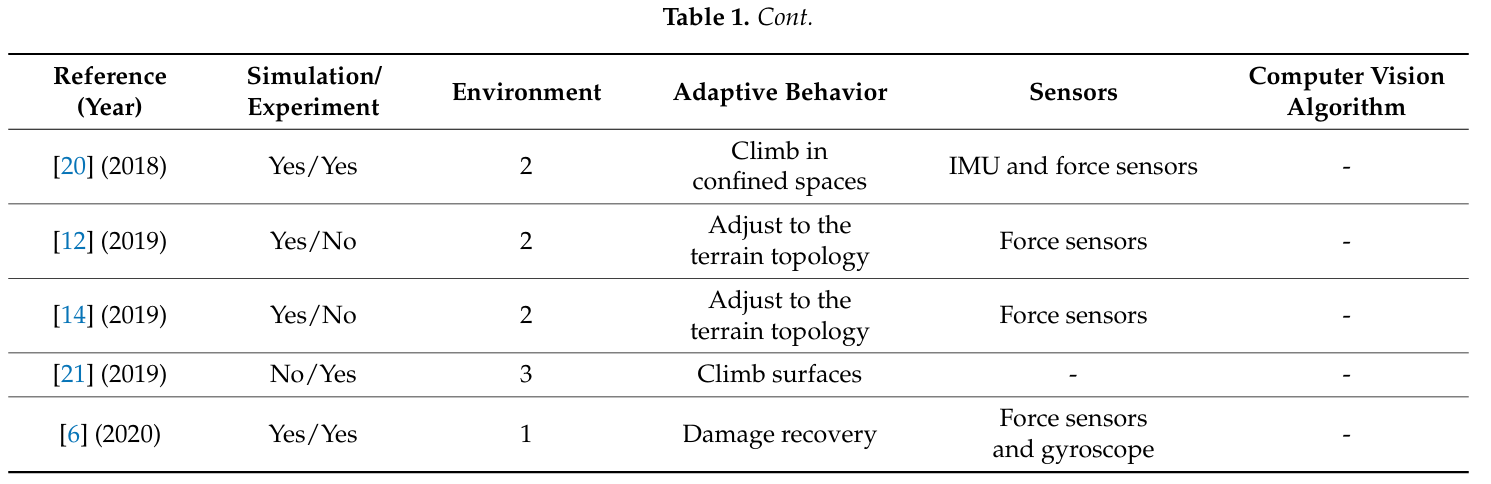 Table 1. Cont.
Reference (Year) Simulation/ Experiment Environment Adaptive Behavior Sensors Computer Vision Algorithm
[20] (2018) Yes/Yes 2 Climb in confined spaces IMU and force sensors -
[12] (2019) Yes/No 2 Adjust to the terrain topology Force sensors -
[14] (2019) Yes/No 2 Adjust to the terrain topology Force sensors -
[21] (2019) No/Yes 3 Climb surfaces - -
[6] (2020) Yes/Yes 1 Damage recovery Force sensors and gyroscope -